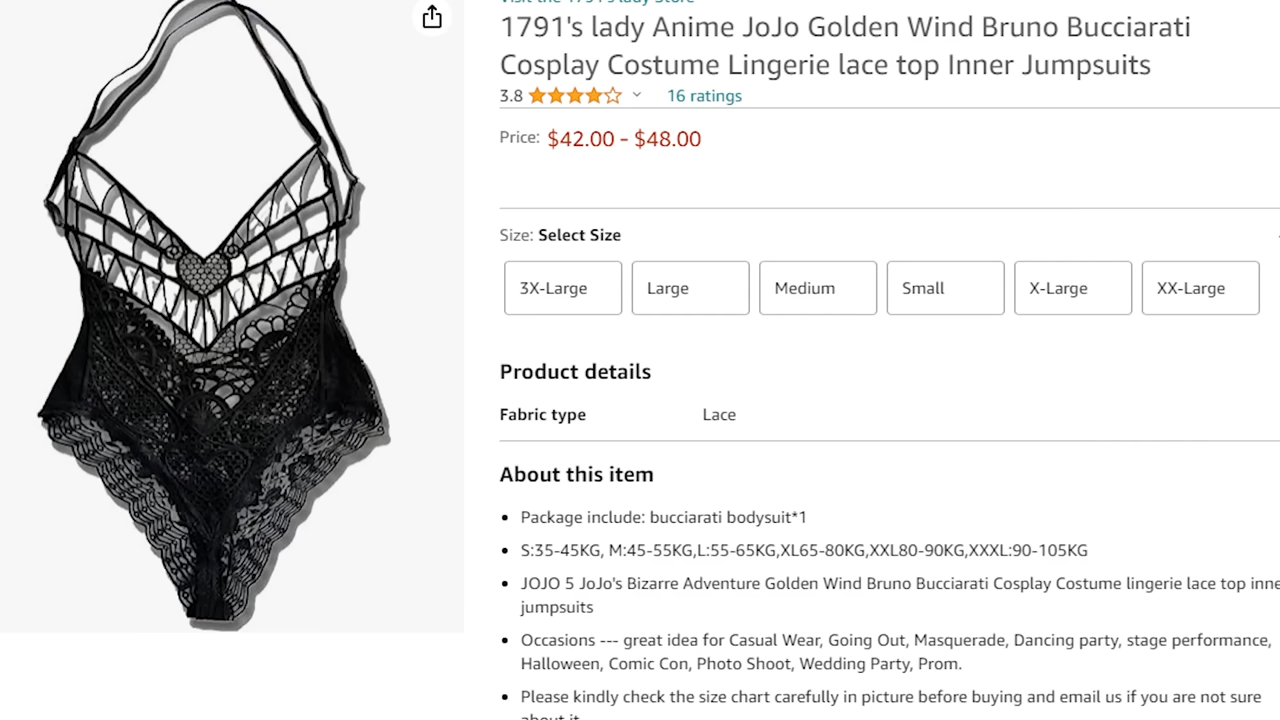 1791's lady Anime JoJo Golden Wind Bruno Bucciarati
Cosplay Costume Lingerie lace top Inner Jumpsuits
3.8 16 ratings
Price: $42.00 - $48.00
Size: Select Size
3X-Large Large Medium Small X-Large XX-Large
Product details
Fabric type Lace
About this item
Package include: bucciarati bodysuit*1
S:35-45KG, M:45-55KG,L:55-65KG,XL65-80KG,XXL80-90KG,XXXL:90-105KG
JOJO 5 JoJo's Bizarre Adventure Golden Wind Bruno Bucciarati Cosplay Costume lingerie lace top inne
jumpsuits
Occasions --- great idea for Casual Wear, Going Out, Masquerade, Dancing party, stage performance,
Halloween, Comic Con, Photo Shoot, Wedding Party, Prom.
Please kindly check the size chart carefully in picture before buying and email us if you are not sure
about it